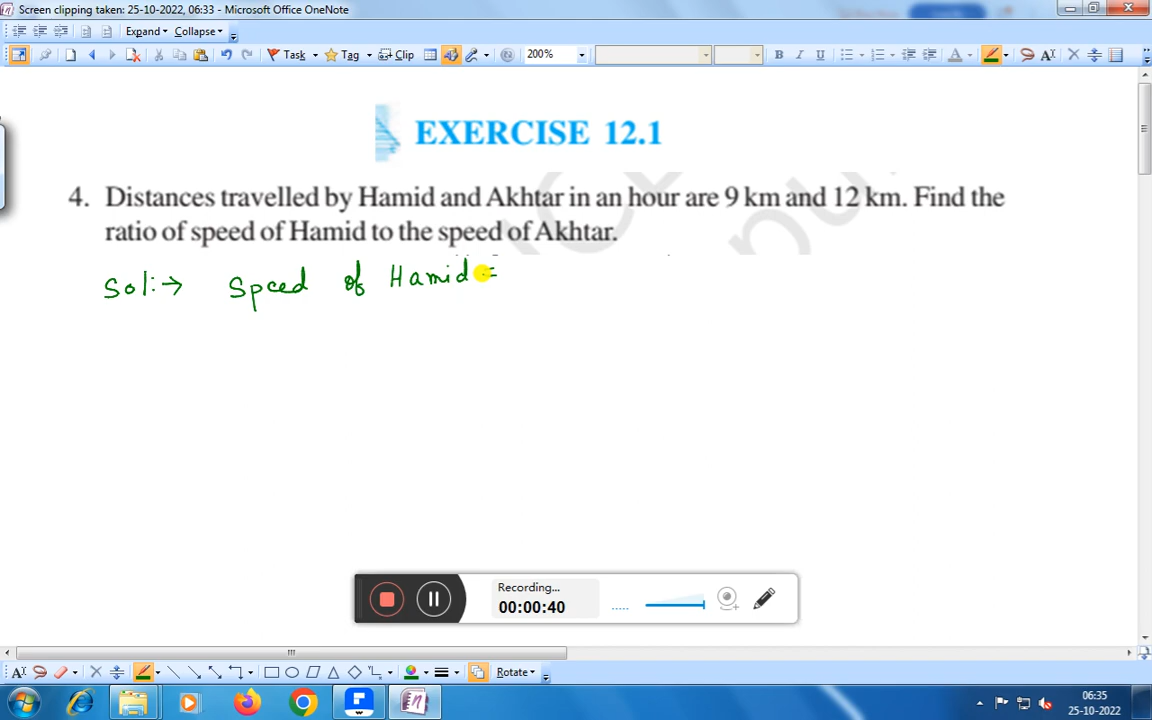 Screen clipping taken: 25-10-2022, 06:33 - Microsoft Office OneNote
Expand Collapse
Task Tag Clip 200% B I U A
EXERCISE 12.1
4. Distances travelled by Hamid and Akhtar in an hour are 9 km and 12 km. Find the
ratio of speed of Hamid to the speed of Akhtar.
Sol:→ Speed of Hamid =
Recording...
00:00:40
Rotate
06:35
25-10-2022